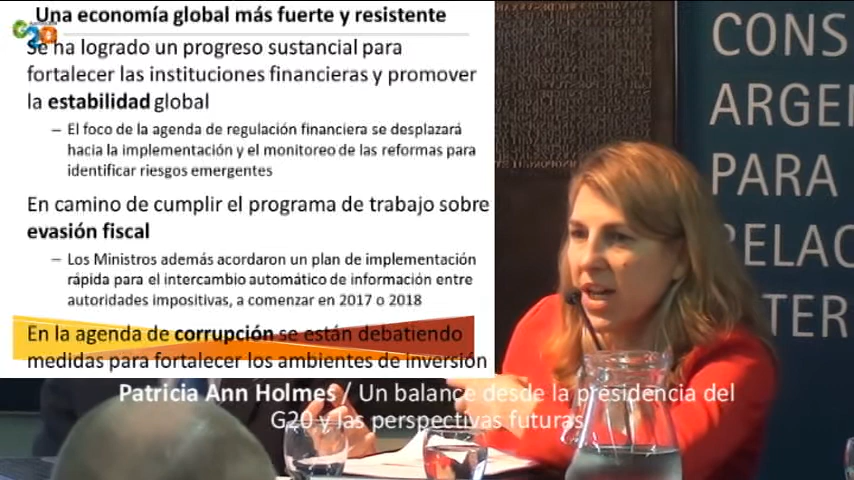 Una economía global más fuerte y resistente
G20
Se ha logrado un progreso sustancial para
fortalecer las instituciones financieras y promover
la estabilidad global
– El foco de la agenda de regulación financiera se desplazará
hacia la implementación y el monitoreo de las reformas para
identificar riesgos emergentes
En camino de cumplir el programa de trabajo sobre
evasión fiscal
– Los Ministros además acordaron un plan de implementación
rápida para el intercambio automático de información entre
autoridades impositivas, a comenzar en 2017 o 2018
En la agenda de corrupción se están debatiendo
medidas para fortalecer los ambientes de inversión
CONS
ARGEN
PARA
RELAC
TER
Patricia Ann Holmes / Un balance desde la presidencia del
G20 y las perspectivas futuras